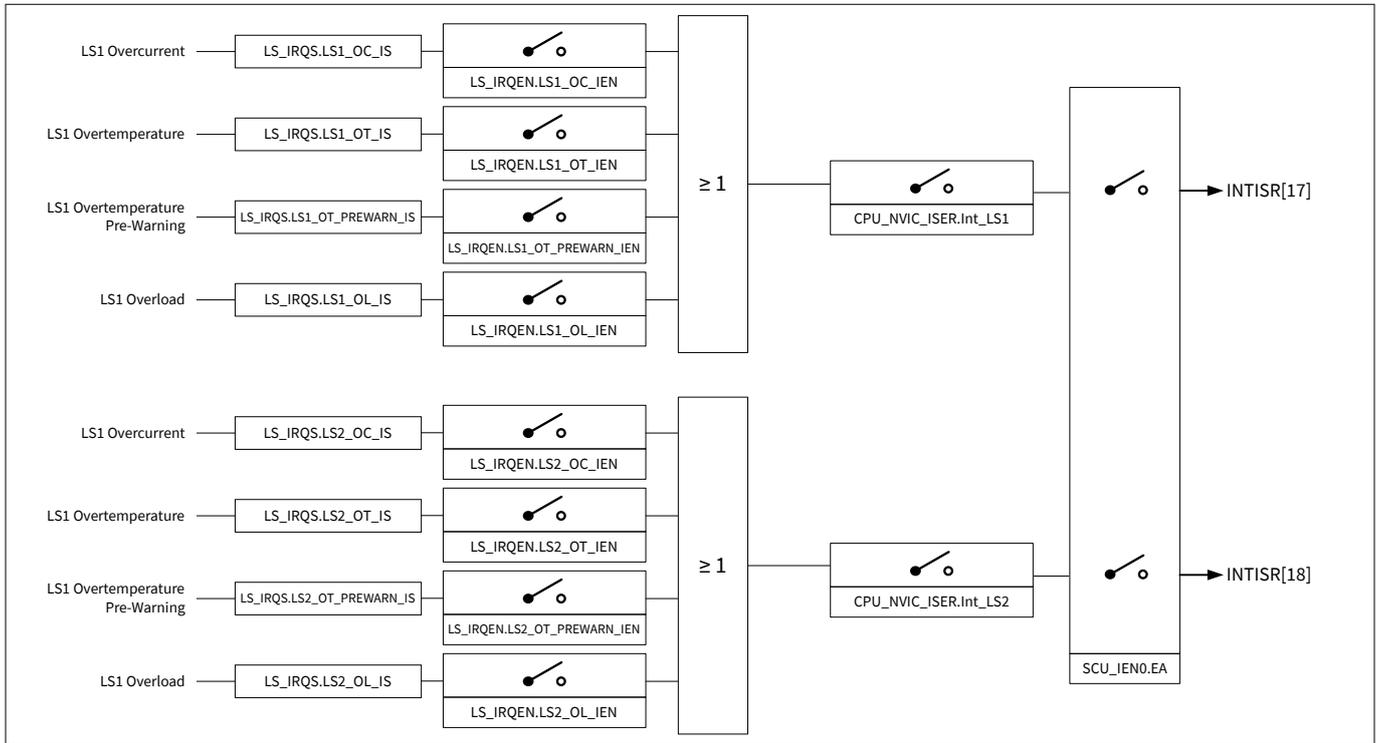 LS1 Overcurrent
LS_IRQS.LS1_OC_IS
LS_IRQEN.LS1_OC_IEN
LS1 Overtemperature
LS_IRQS.LS1_OT_IS
LS_IRQEN.LS1_OT_IEN
LS1 Overtemperature
Pre-Warning
LS_IRQS.LS1_OT_PREWARN_IS
LS_IRQEN.LS1_OT_PREWARN_IEN
LS1 Overload
LS_IRQS.LS1_OL_IS
LS_IRQEN.LS1_OL_IEN
≥ 1
CPU_NVIC_ISER.Int_LS1
INTISR[17]
LS1 Overcurrent
LS_IRQS.LS2_OC_IS
LS_IRQEN.LS2_OC_IEN
LS1 Overtemperature
LS_IRQS.LS2_OT_IS
LS_IRQEN.LS2_OT_IEN
LS1 Overtemperature
Pre-Warning
LS_IRQS.LS2_OT_PREWARN_IS
LS_IRQEN.LS2_OT_PREWARN_IEN
LS1 Overload
LS_IRQS.LS2_OL_IS
LS_IRQEN.LS2_OL_IEN
≥ 1
CPU_NVIC_ISER.Int_LS2
INTISR[18]
SCU_IEN0.EA